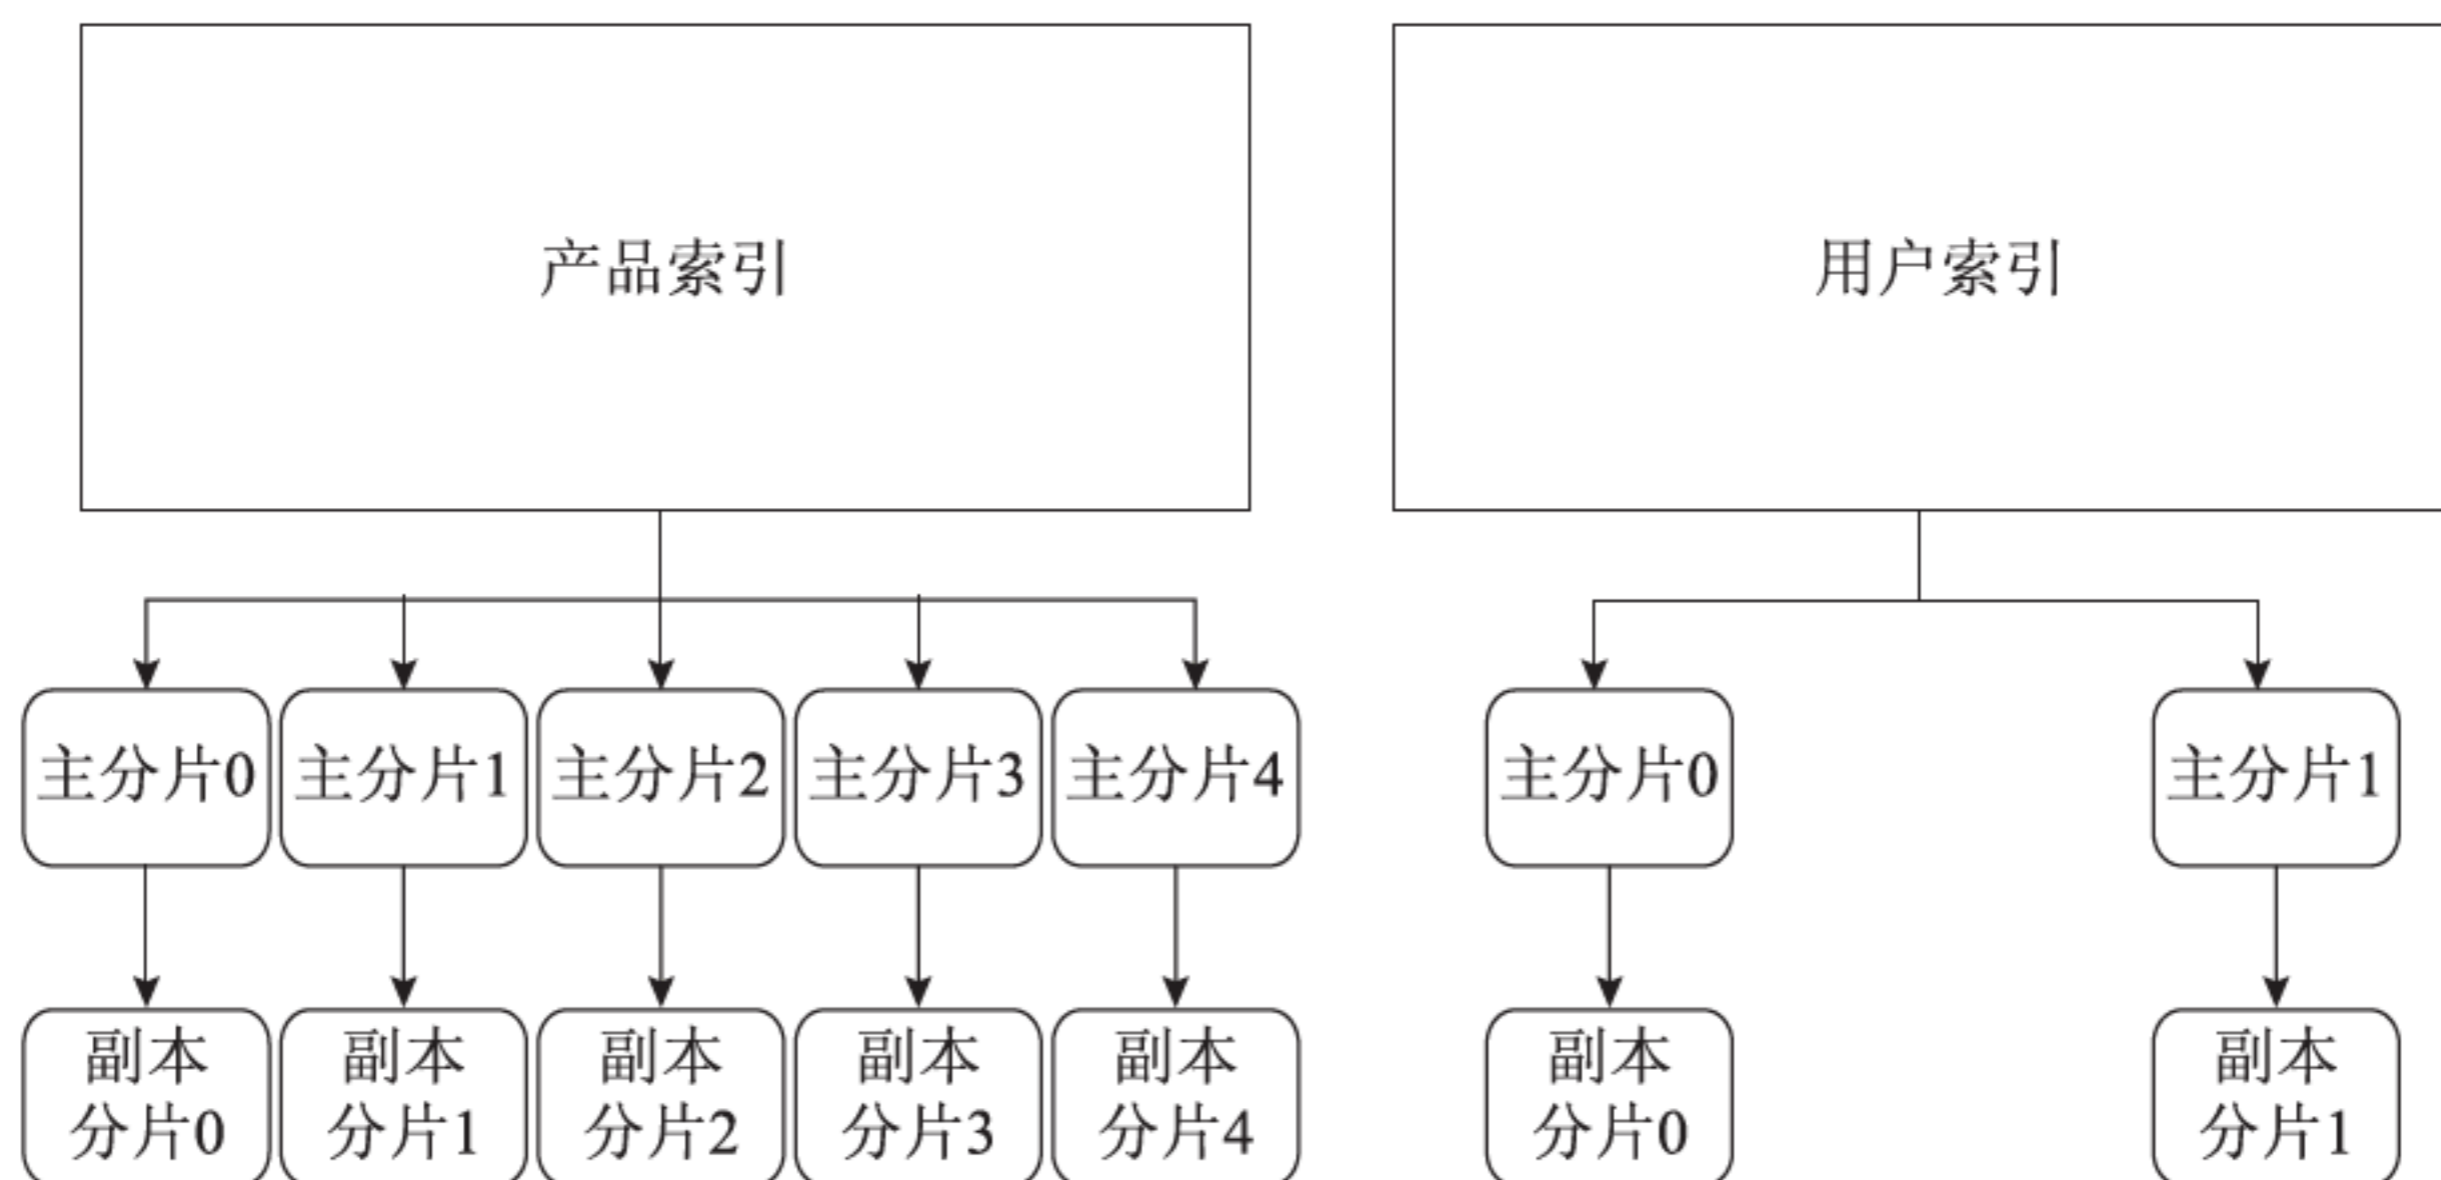 产品索引
用户索引
主分片0
主分片1
主分片2
主分片3
主分片4
主分片0
主分片1
副本
分片0
副本
分片1
副本
分片2
副本
分片3
副本
分片4
副本
分片0
副本
分片1